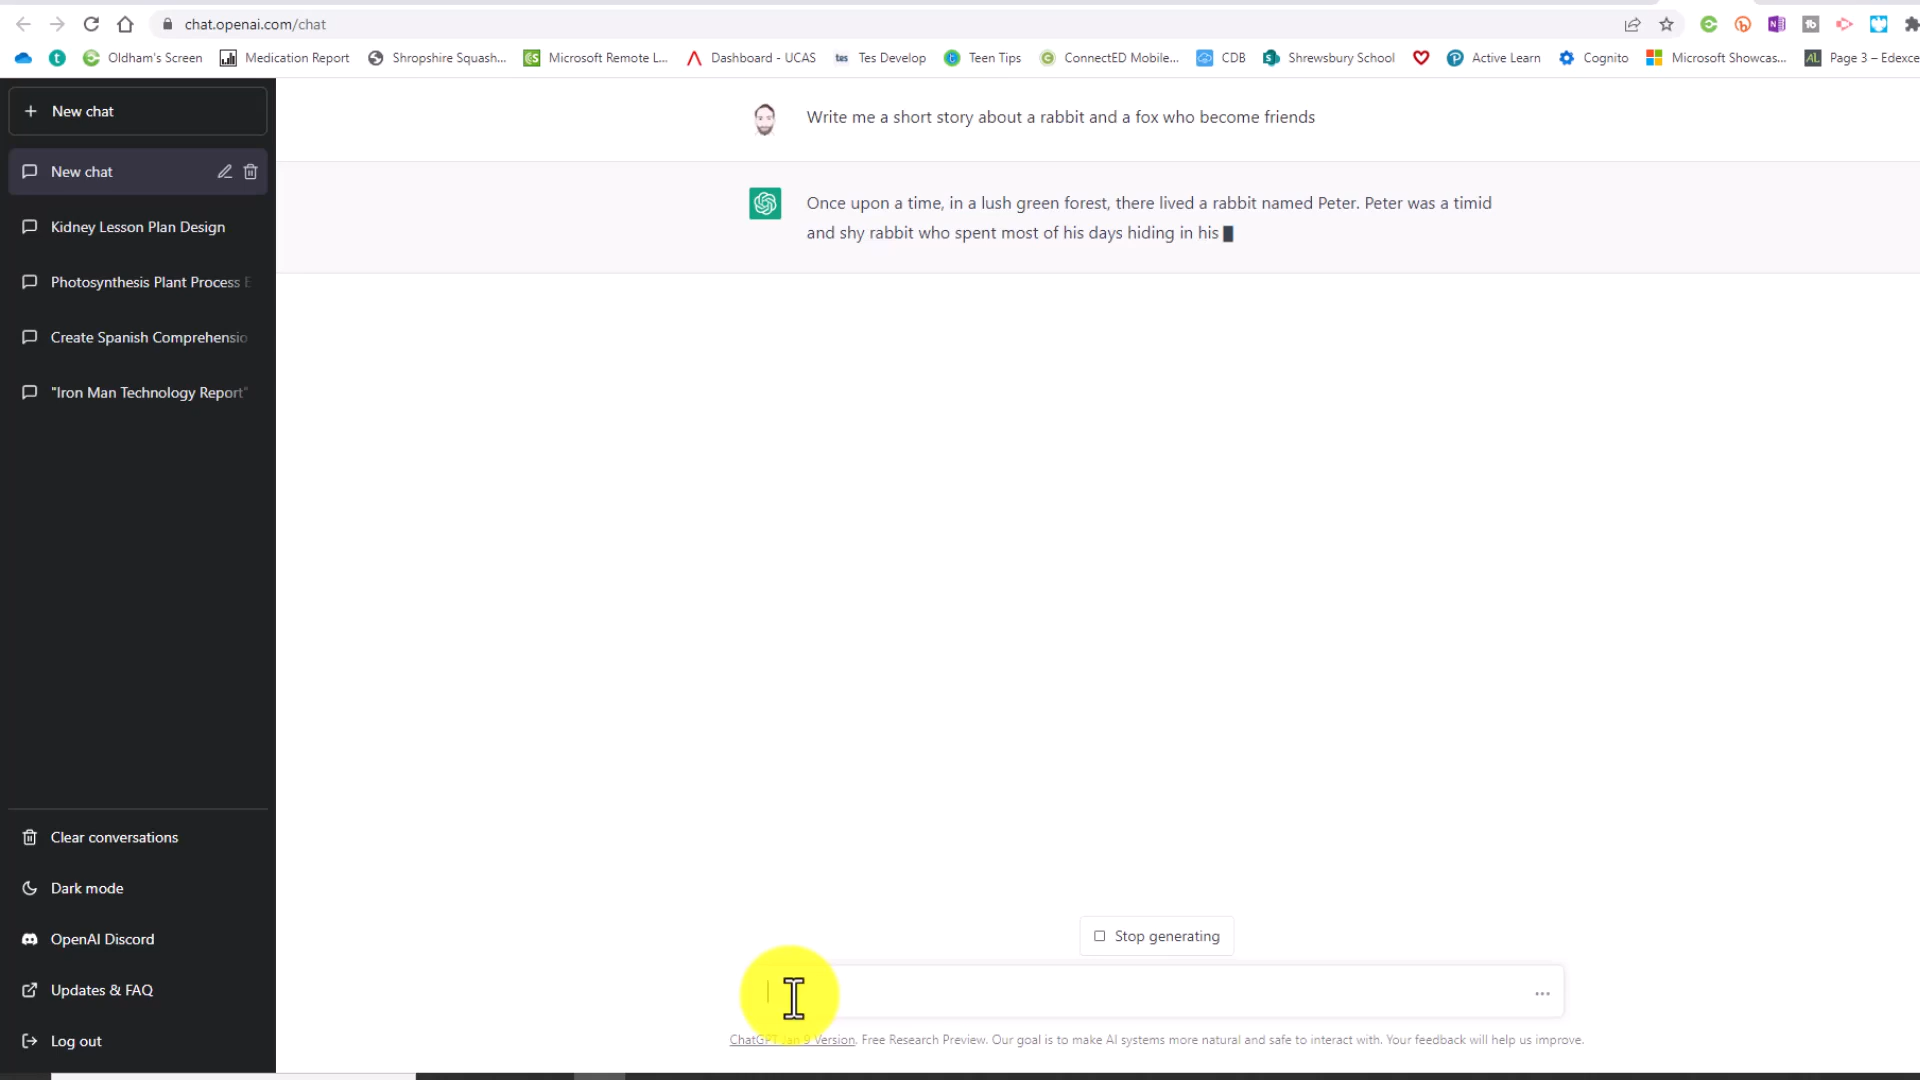 chat.openai.com/chat
Oldham's Screen
Medication Report
Shropshire Squash...
Microsoft Remote L...
Dashboard - UCAS
tes
Tes Develop
Teen Tips
ConnectED Mobile...
CDB
Shrewsbury School
Active Learn
Cognito
Microsoft Showcas...
AL
Page 3 – Edexce
New chat
New chat
Kidney Lesson Plan Design
Photosynthesis Plant Process E
Create Spanish Comprehensio
"Iron Man Technology Report"
Clear conversations
Dark mode
OpenAI Discord
Updates & FAQ
Log out
Write me a short story about a rabbit and a fox who become friends
Once upon a time, in a lush green forest, there lived a rabbit named Peter. Peter was a timid
and shy rabbit who spent most of his days hiding in his
Stop generating
ChatGPT Jan 9 Version. Free Research Preview. Our goal is to make AI systems more natural and safe to interact with. Your feedback will help us improve.